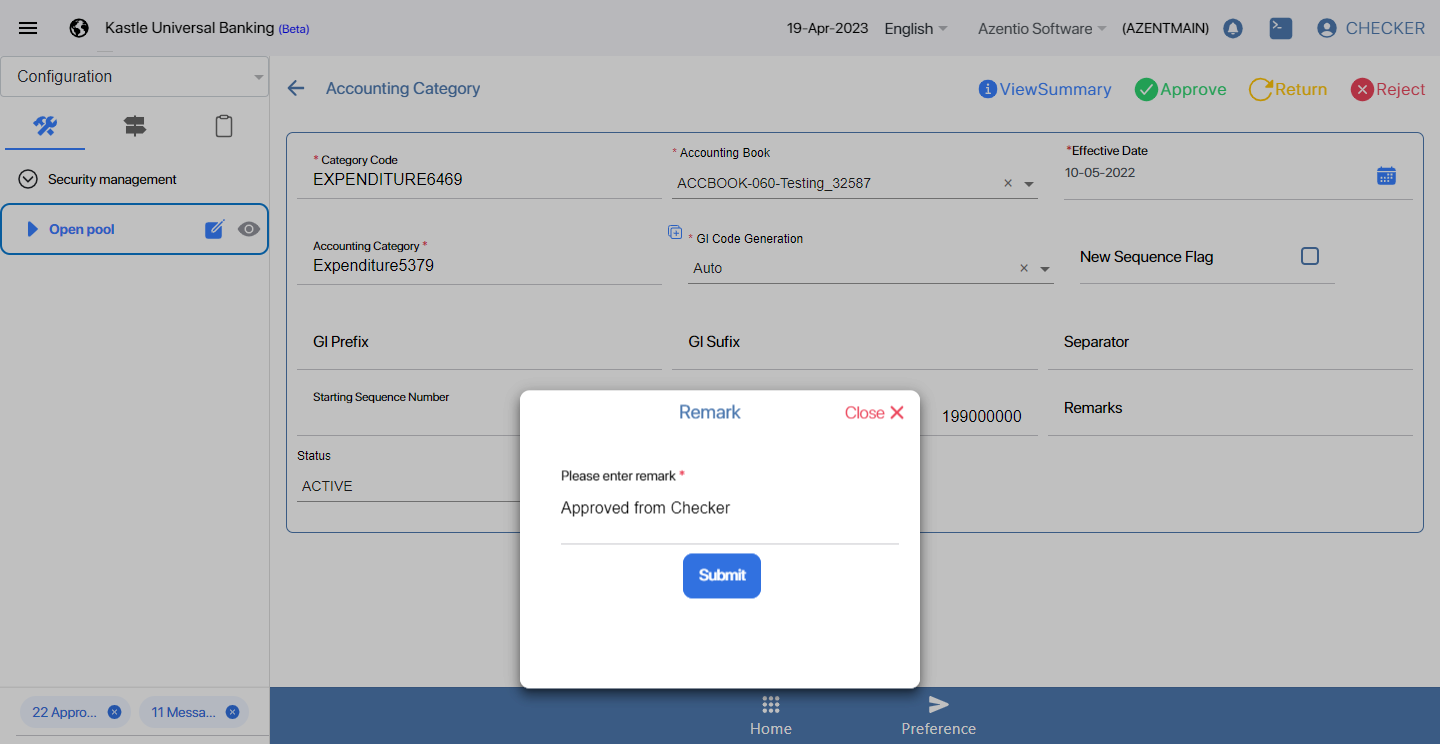 Kastle Universal Banking (Beta)
19-Apr-2023
English
Azentio Software
(AZENTMAIN)
CHECKER
Configuration
Accounting Category
ViewSummary
Approve
Return
Reject
Security management
Open pool
* Category Code
EXPENDITURE6469
* Accounting Book
ACCBOOK-060-Testing_32587
*Effective Date
10-05-2022
Accounting Category *
Expenditure5379
* GI Code Generation
Auto
New Sequence Flag
GI Prefix
GI Sufix
Separator
Starting Sequence Number
199000000
Remarks
Status
ACTIVE
Remark
Close
Please enter remark *
Approved from Checker
Submit
22 Appro...
11 Messa...
Home
Preference